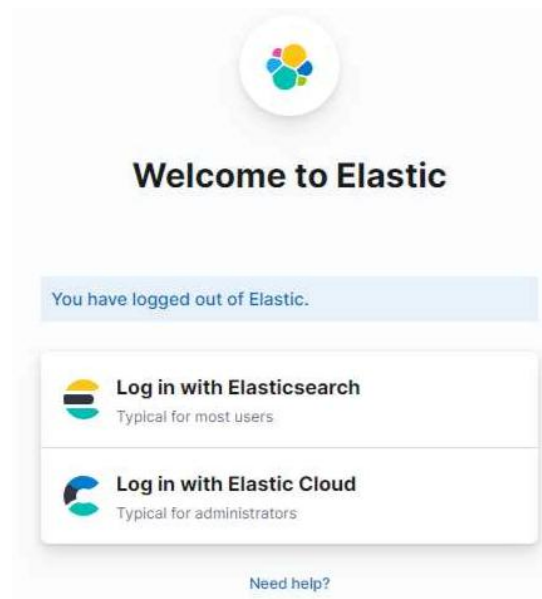 Welcome to Elastic
You have logged out of Elastic.
Log in with Elasticsearch
Typical for most users
Log in with Elastic Cloud
Typical for administrators
Need help?